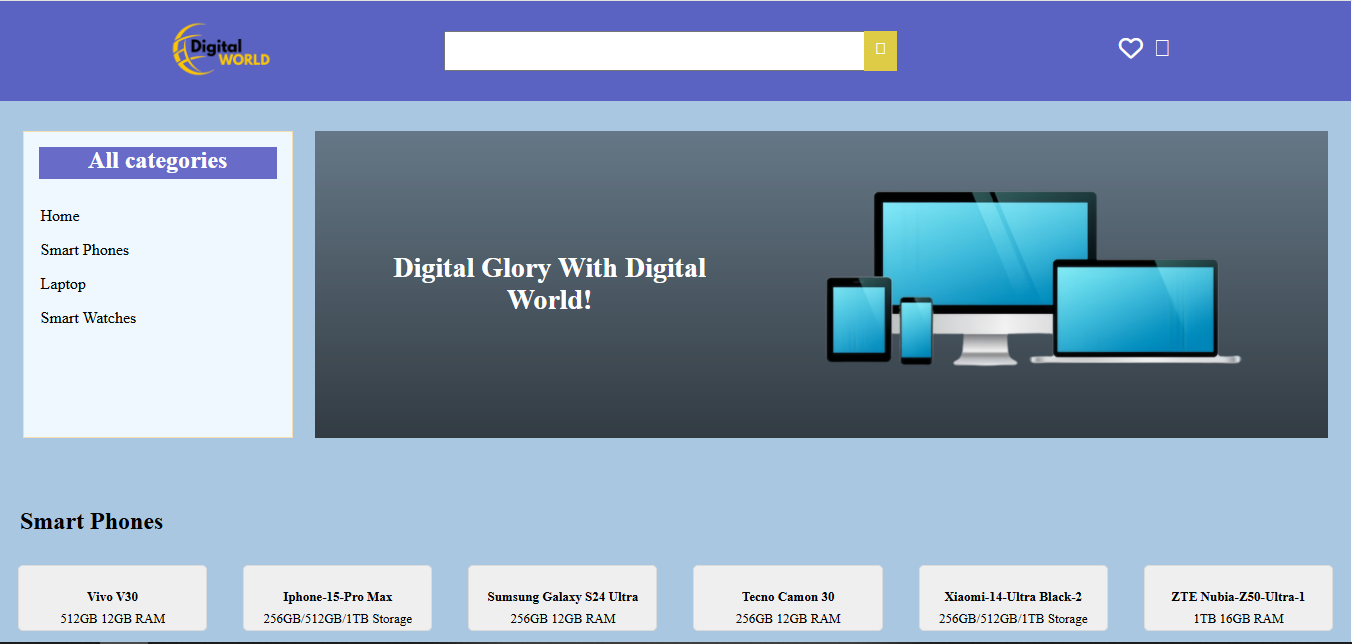 Digital
WORLD
All categories
Home
Smart Phones
Laptop
Smart Watches
Digital Glory With Digital
World!
Smart Phones
Vivo V30
512GB 12GB RAM
Iphone-15-Pro Max
256GB/512GB/1TB Storage
Sumsung Galaxy S24 Ultra
256GB 12GB RAM
Tecno Camon 30
256GB 12GB RAM
Xiaomi-14-Ultra Black-2
256GB/512GB/1TB Storage
ZTE Nubia-Z50-Ultra-1
1TB 16GB RAM